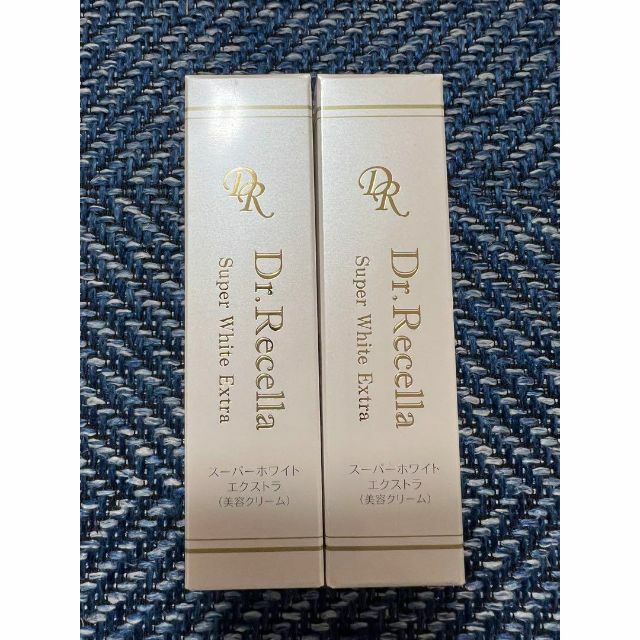 DR
Dr.Recella
Super White Extra
スーパーホワイト
エクストラ
(美容クリーム)
DR
Dr.Recella
Super White Extra
スーパーホワイト
エクストラ
(美容クリーム)